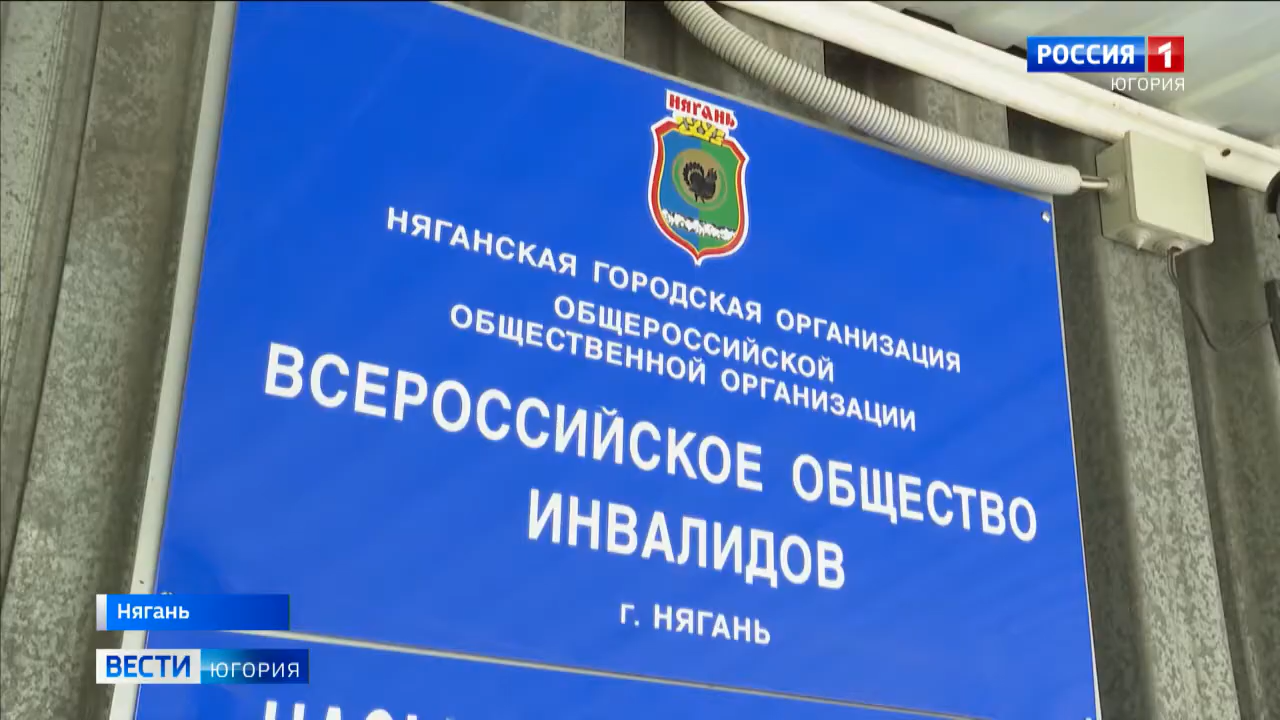 РОССИЯ 1
ЮГОРИЯ
НЯГАНЬ
НЯГАНСКАЯ ГОРОДСКАЯ ОРГАНИЗАЦИЯ
ОБЩЕРОССИЙСКОЙ
ОБЩЕСТВЕННОЙ ОРГАНИЗАЦИИ
ВСЕРОССИЙСКОЕ ОБЩЕСТВО
ИНВАЛИДОВ
г. НЯГАНЬ
Нягань
ВЕСТИ ЮГОРИЯ